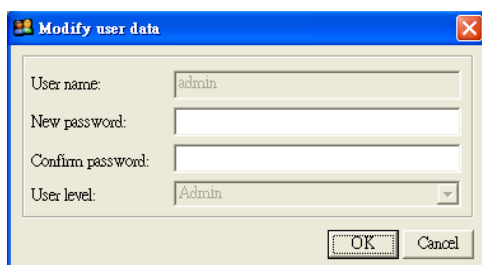 Modify user data
User name: admin
New password:
Confirm password:
User level: Admin
OK Cancel